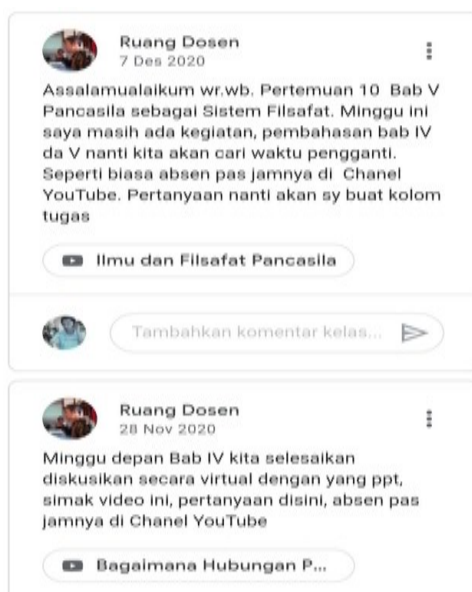 Ruang Dosen
7 Des 2020
Assalamualaikum wr.wb. Pertemuan 10 Bab V
Pancasila sebagai Sistem Filsafat. Minggu ini
saya masih ada kegiatan, pembahasan bab IV
da V nanti kita akan cari waktu pengganti.
Seperti biasa absen pas jamnya di Chanel
YouTube. Pertanyaan nanti akan sy buat kolom
tugas
Ilmu dan Filsafat Pancasila
Tambahkan komentar kelas...
Ruang Dosen
28 Nov 2020
Minggu depan Bab IV kita selesaikan
diskusikan secara virtual dengan yang ppt,
simak video ini, pertanyaan disini, absen pas
jamnya di Chanel YouTube
Bagaimana Hubungan P...